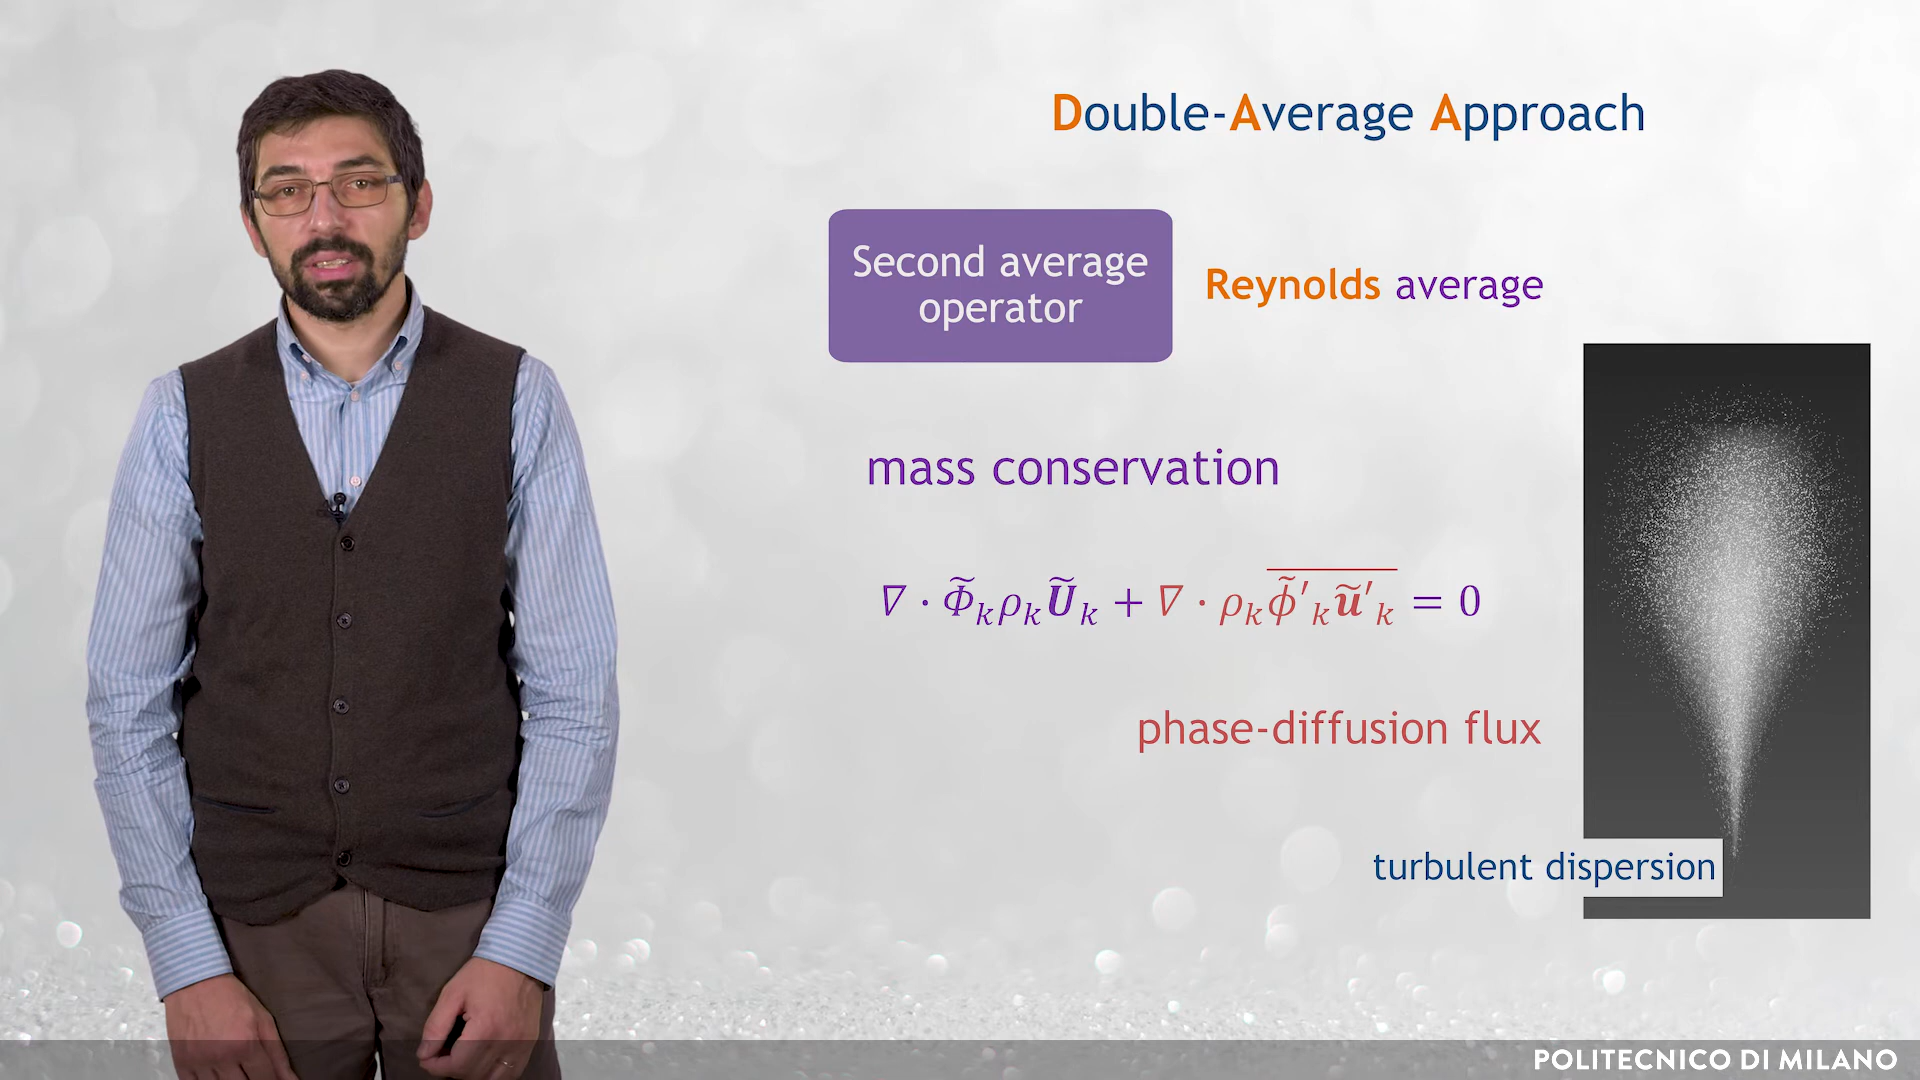 Double-Average Approach
Second average
operator
Reynolds average
mass conservation
∇ · Φ̃ₖρₖŨₖ + ∇ · ρₖ\overline{ϕ̃′ₖũ′ₖ} = 0
phase-diffusion flux
turbulent dispersion
POLITECNICO DI MILANO